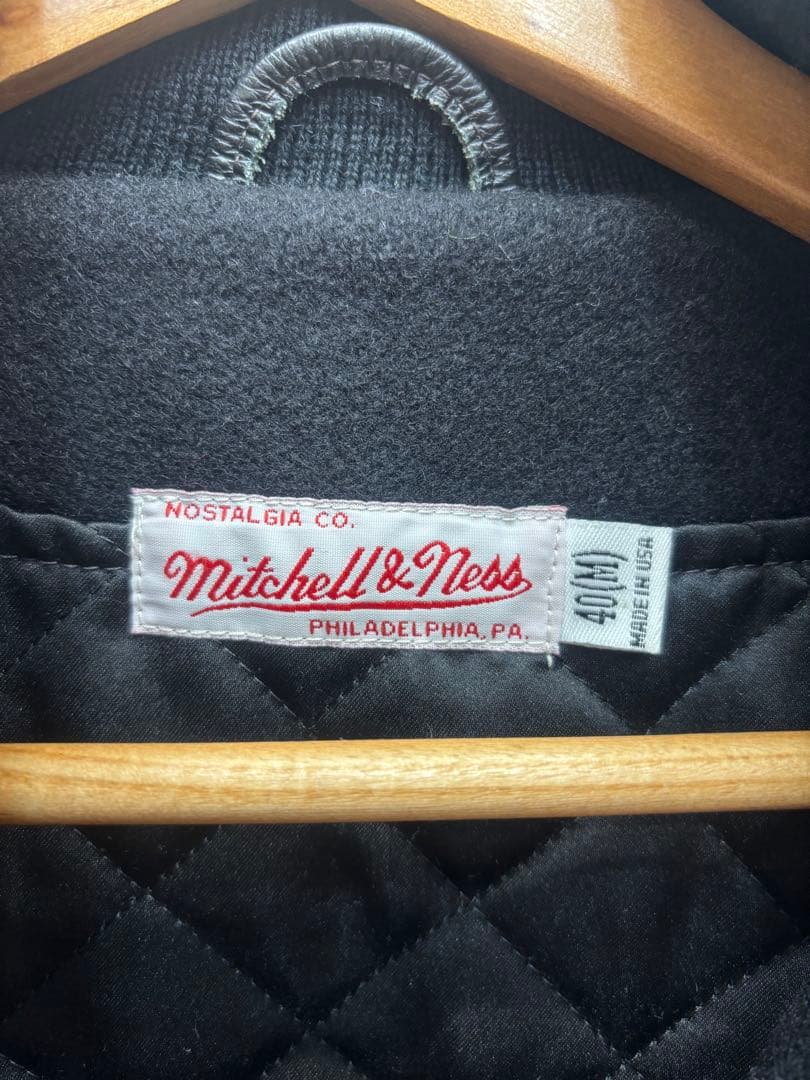 NOSTALGIA CO.
Mitchell & Ness
PHILADELPHIA, PA.
40(M)
MADE IN USA